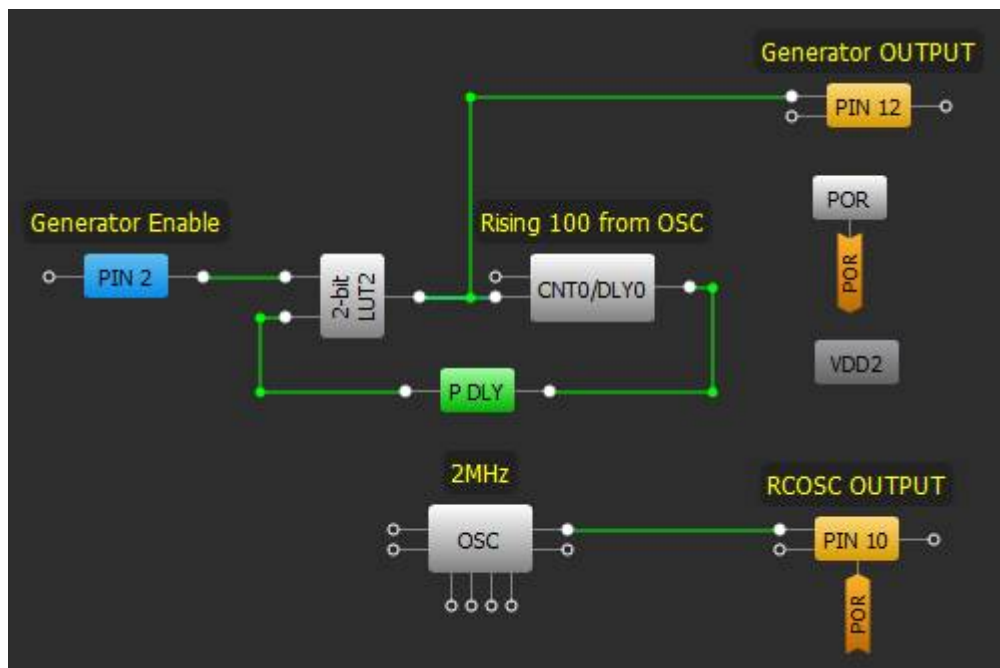 Generator OUTPUT
PIN 12
POR
POR
Generator Enable
Rising 100 from OSC
PIN 2
2-bit
LUT2
CNT0/DLY0
VDD2
P DLY
2MHz
RCOSC OUTPUT
OSC
PIN 10
POR